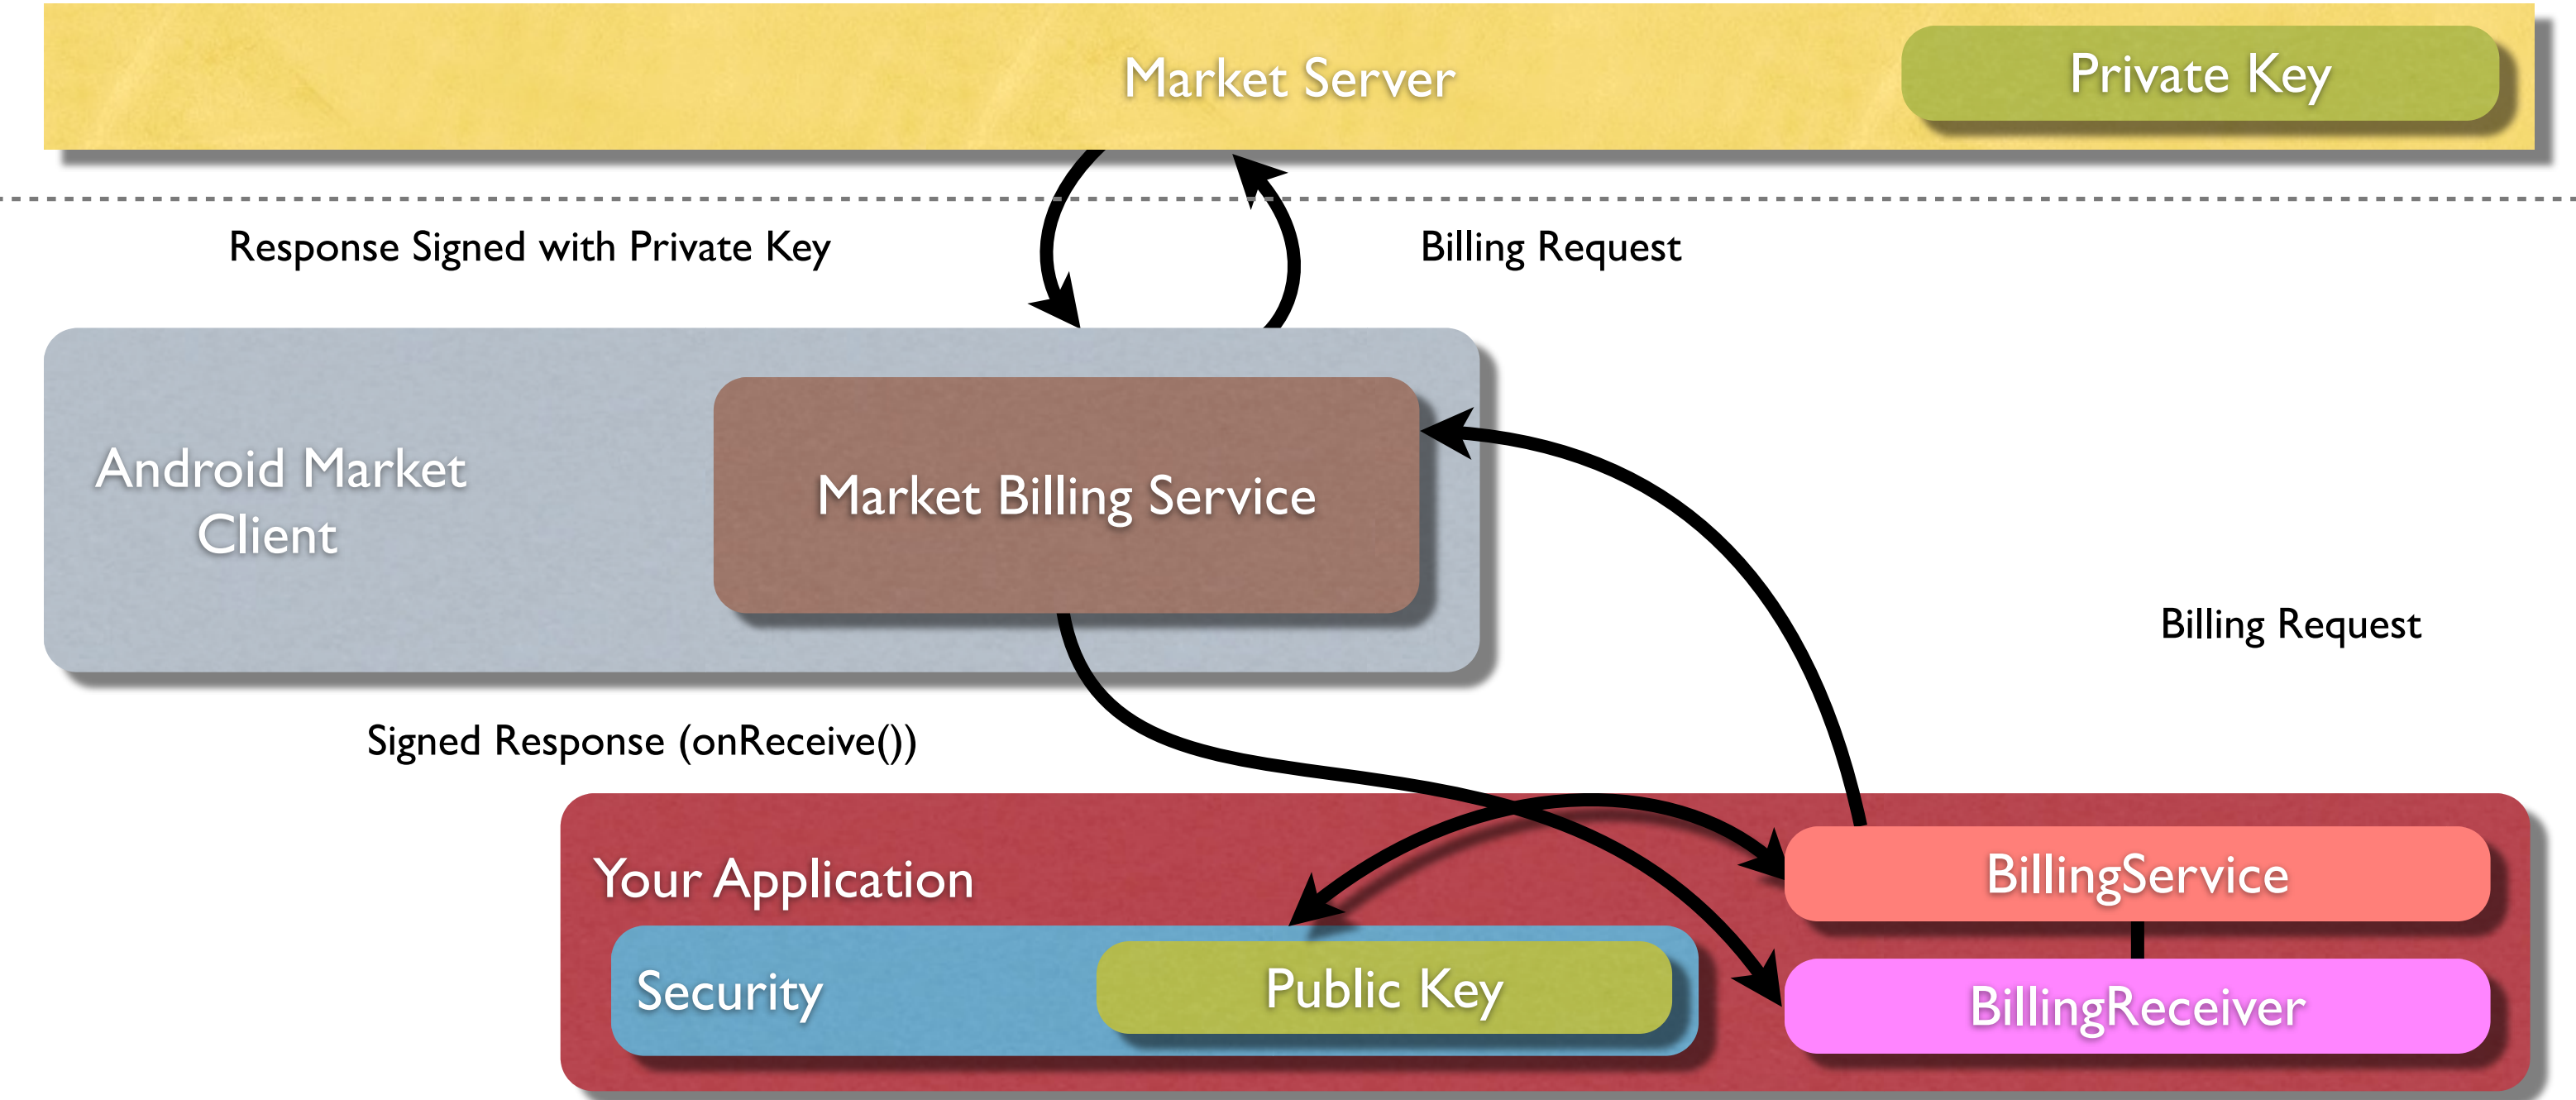 Market Server
Private Key
Response Signed with Private Key
Billing Request
Android Market
Client
Market Billing Service
Billing Request
Signed Response (onReceive())
Your Application
BillingService
Security
Public Key
BillingReceiver